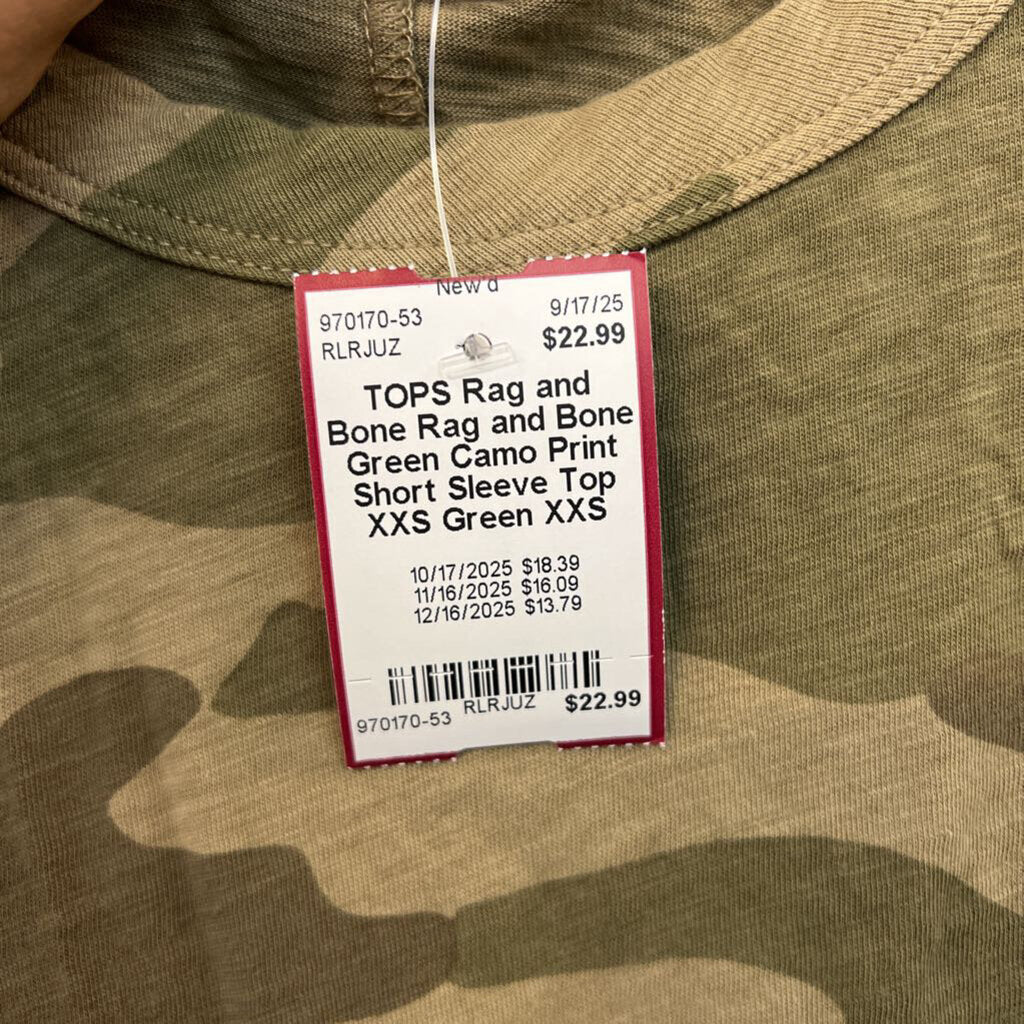 New'd
970170-53 9/17/25
RLRJUZ $22.99
TOPS Rag and
Bone Rag and Bone
Green Camo Print
Short Sleeve Top
XXS Green XXS
10/17/2025 $18.39
11/16/2025 $16.09
12/16/2025 $13.79
970170-53 RLRJUZ $22.99